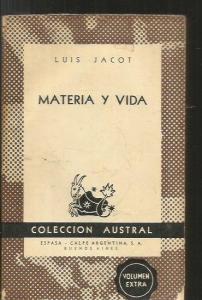 LUIS JACOT
MATERIA Y VIDA
COLECCION AUSTRAL
ESPASA - CALPE ARGENTINA, S. A.
BUENOS AIRES
VOLUMEN
EXTRA